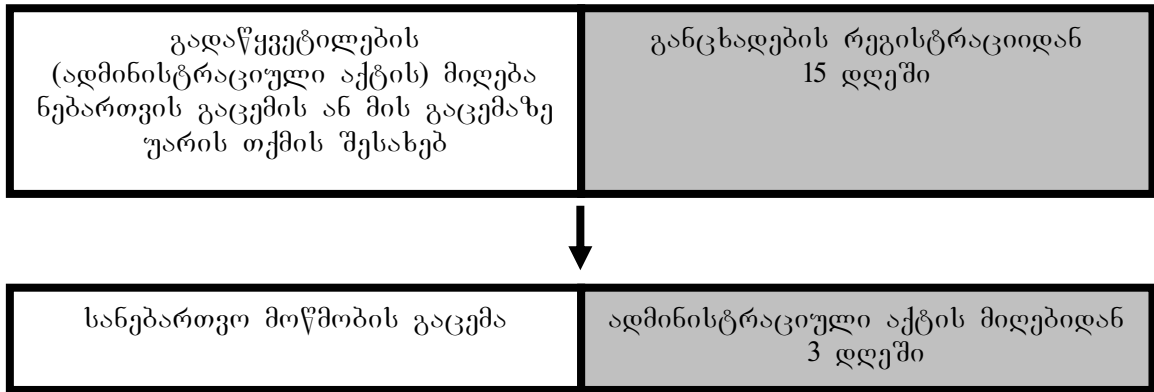 გადაწყვეტილების
(ადმინისტრაციული აქტის) მიღება
ნებართვის გაცემის ან მის გაცემაზე
უარის თქმის შესახებ
განცხადების რეგისტრაციიდან
15 დღეში
სანებართვო მოწმობის გაცემა
ადმინისტრაციული აქტის მიღებიდან
3 დღეში